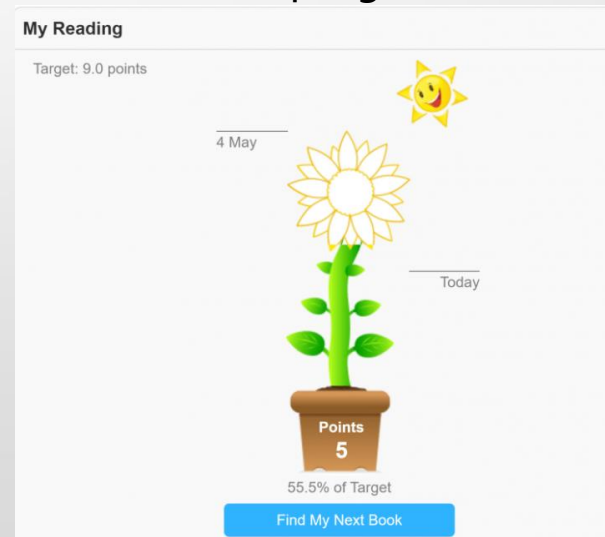 My Reading
Target: 9.0 points
4 May
Today
Points
5
55.5% of Target
Find My Next Book